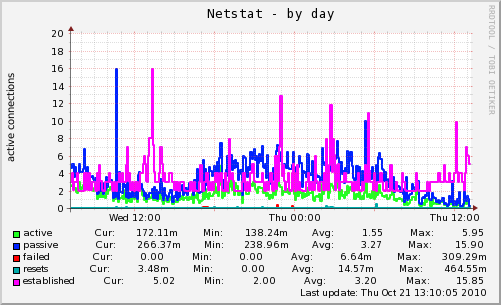 Netstat - by day
RRDTOOL / TOBI OETIKER
active connections
20
18
16
14
12
10
8
6
4
2
0
Wed 12:00 Thu 00:00 Thu 12:00
active Cur: 172.11m Min: 138.24m Avg: 1.55 Max: 5.95
passive Cur: 266.37m Min: 238.96m Avg: 3.27 Max: 15.90
failed Cur: 0.00 Min: 0.00 Avg: 6.64m Max: 309.29m
resets Cur: 3.48m Min: 0.00 Avg: 14.57m Max: 464.55m
established Cur: 5.02 Min: 2.00 Avg: 3.20 Max: 15.85
Last update: Thu Oct 21 13:10:05 2010